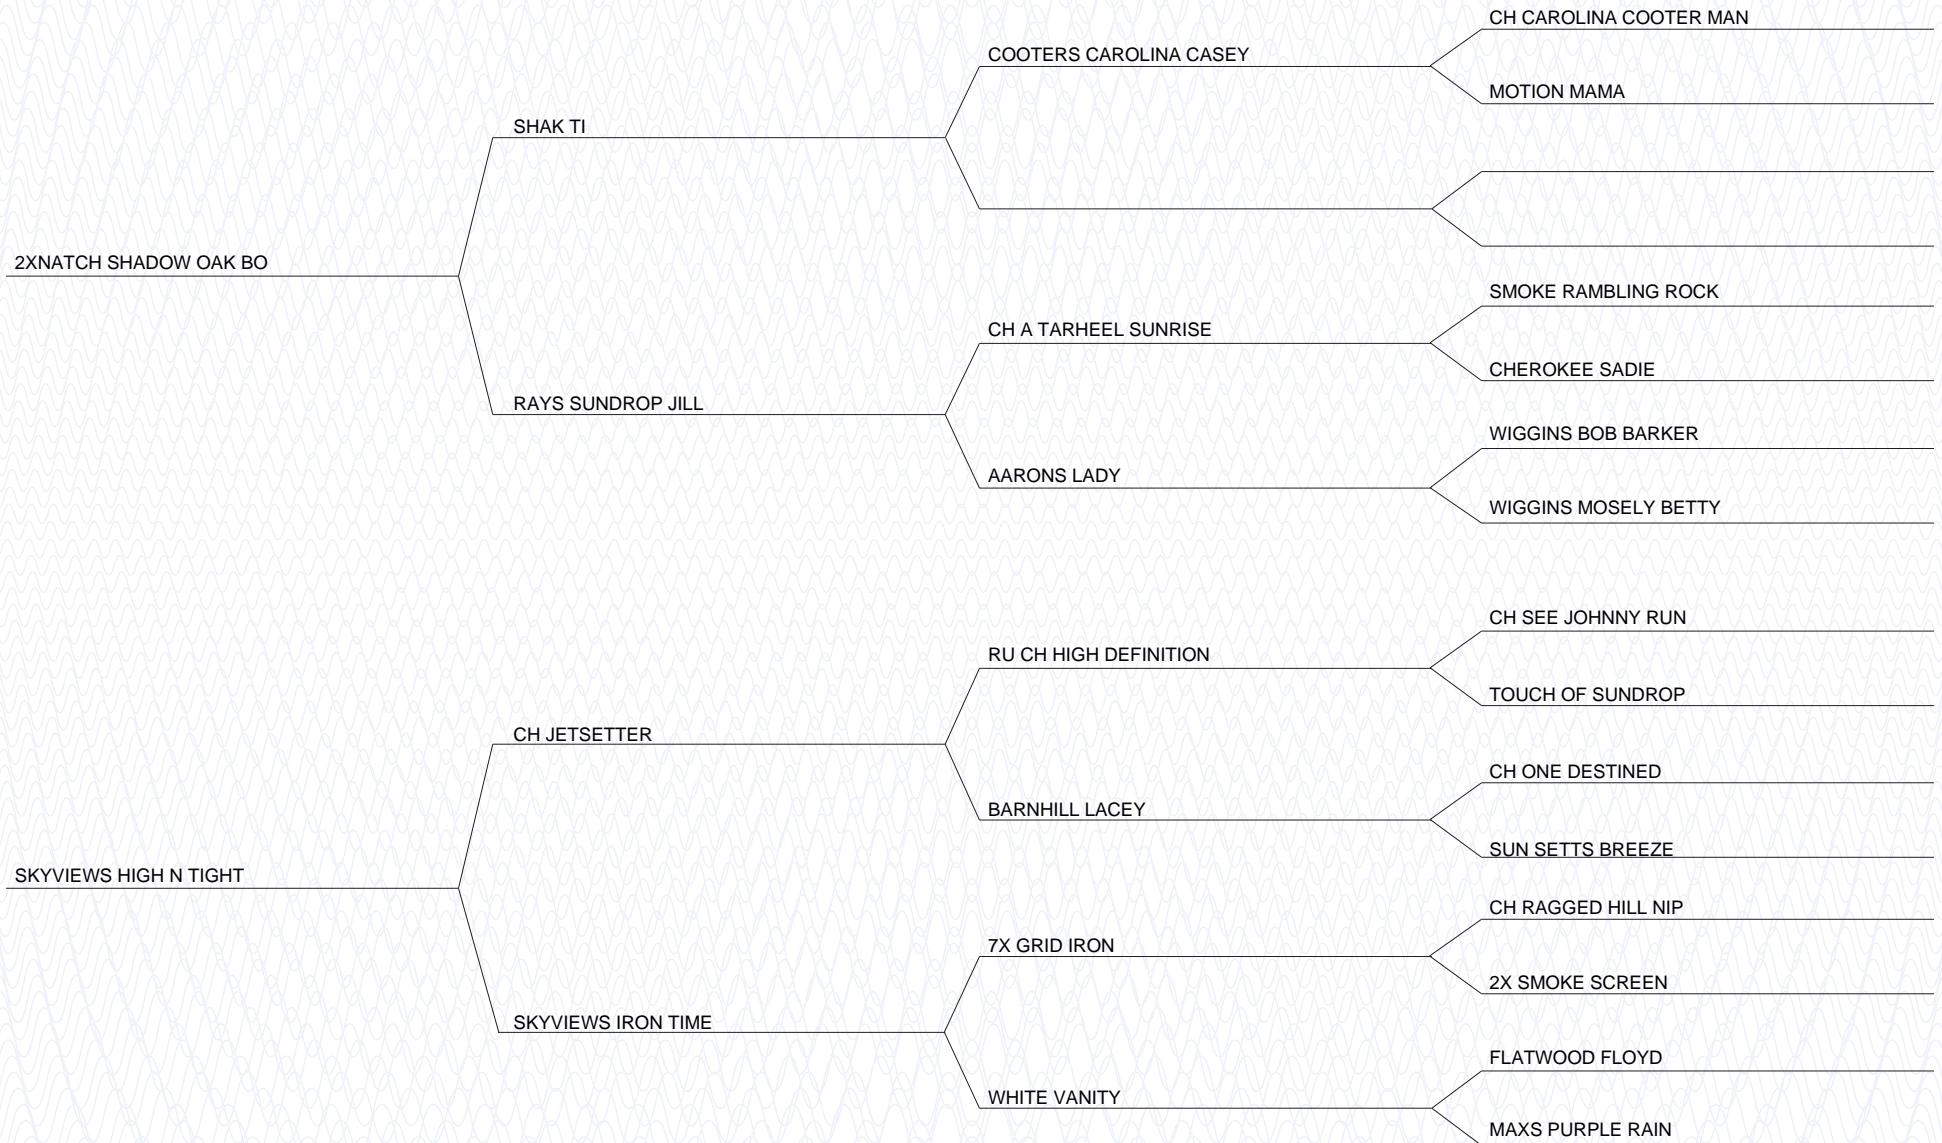 CH CAROLINA COOTER MAN
COOTERS CAROLINA CASEY
MOTION MAMA
SHAK TI
2XNATCH SHADOW OAK BO
SMOKE RAMBLING ROCK
CH A TARHEEL SUNRISE
CHEROKEE SADIE
RAYS SUNDROP JILL
WIGGINS BOB BARKER
AARONS LADY
WIGGINS MOSELY BETTY
CH SEE JOHNNY RUN
RU CH HIGH DEFINITION
TOUCH OF SUNDROP
CH JETSETTER
CH ONE DESTINED
BARNHILL LACEY
SUN SETTS BREEZE
SKYVIEWS HIGH N TIGHT
CH RAGGED HILL NIP
7X GRID IRON
2X SMOKE SCREEN
SKYVIEWS IRON TIME
FLATWOOD FLOYD
WHITE VANITY
MAXS PURPLE RAIN